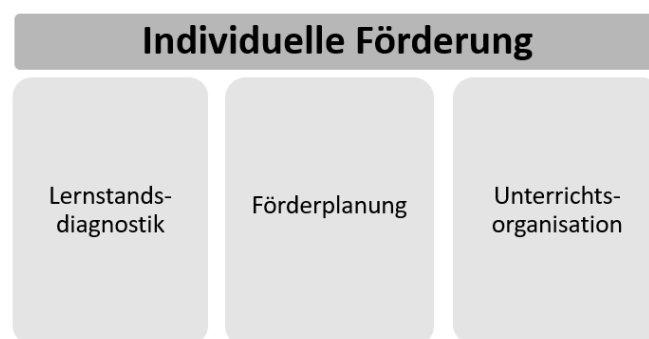 Individuelle Förderung
Lernstands-
diagnostik
Förderplanung
Unterrichts-
organisation